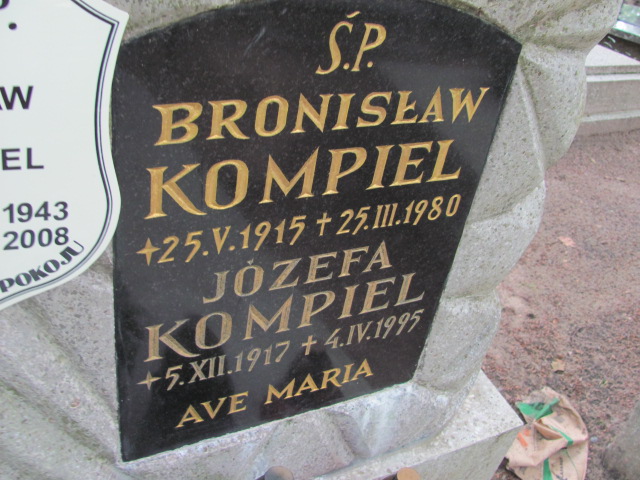 Ś.P.
BRONISŁAW
KOMPIEL
✦25.V.1915 ✝ 25.III.1980
JÓZEFA
KOMPIEL
✦5.XII.1917 ✝ 4.IV.1995
AVE MARIA
P.
AW
EL
1943
2008
POKOJU